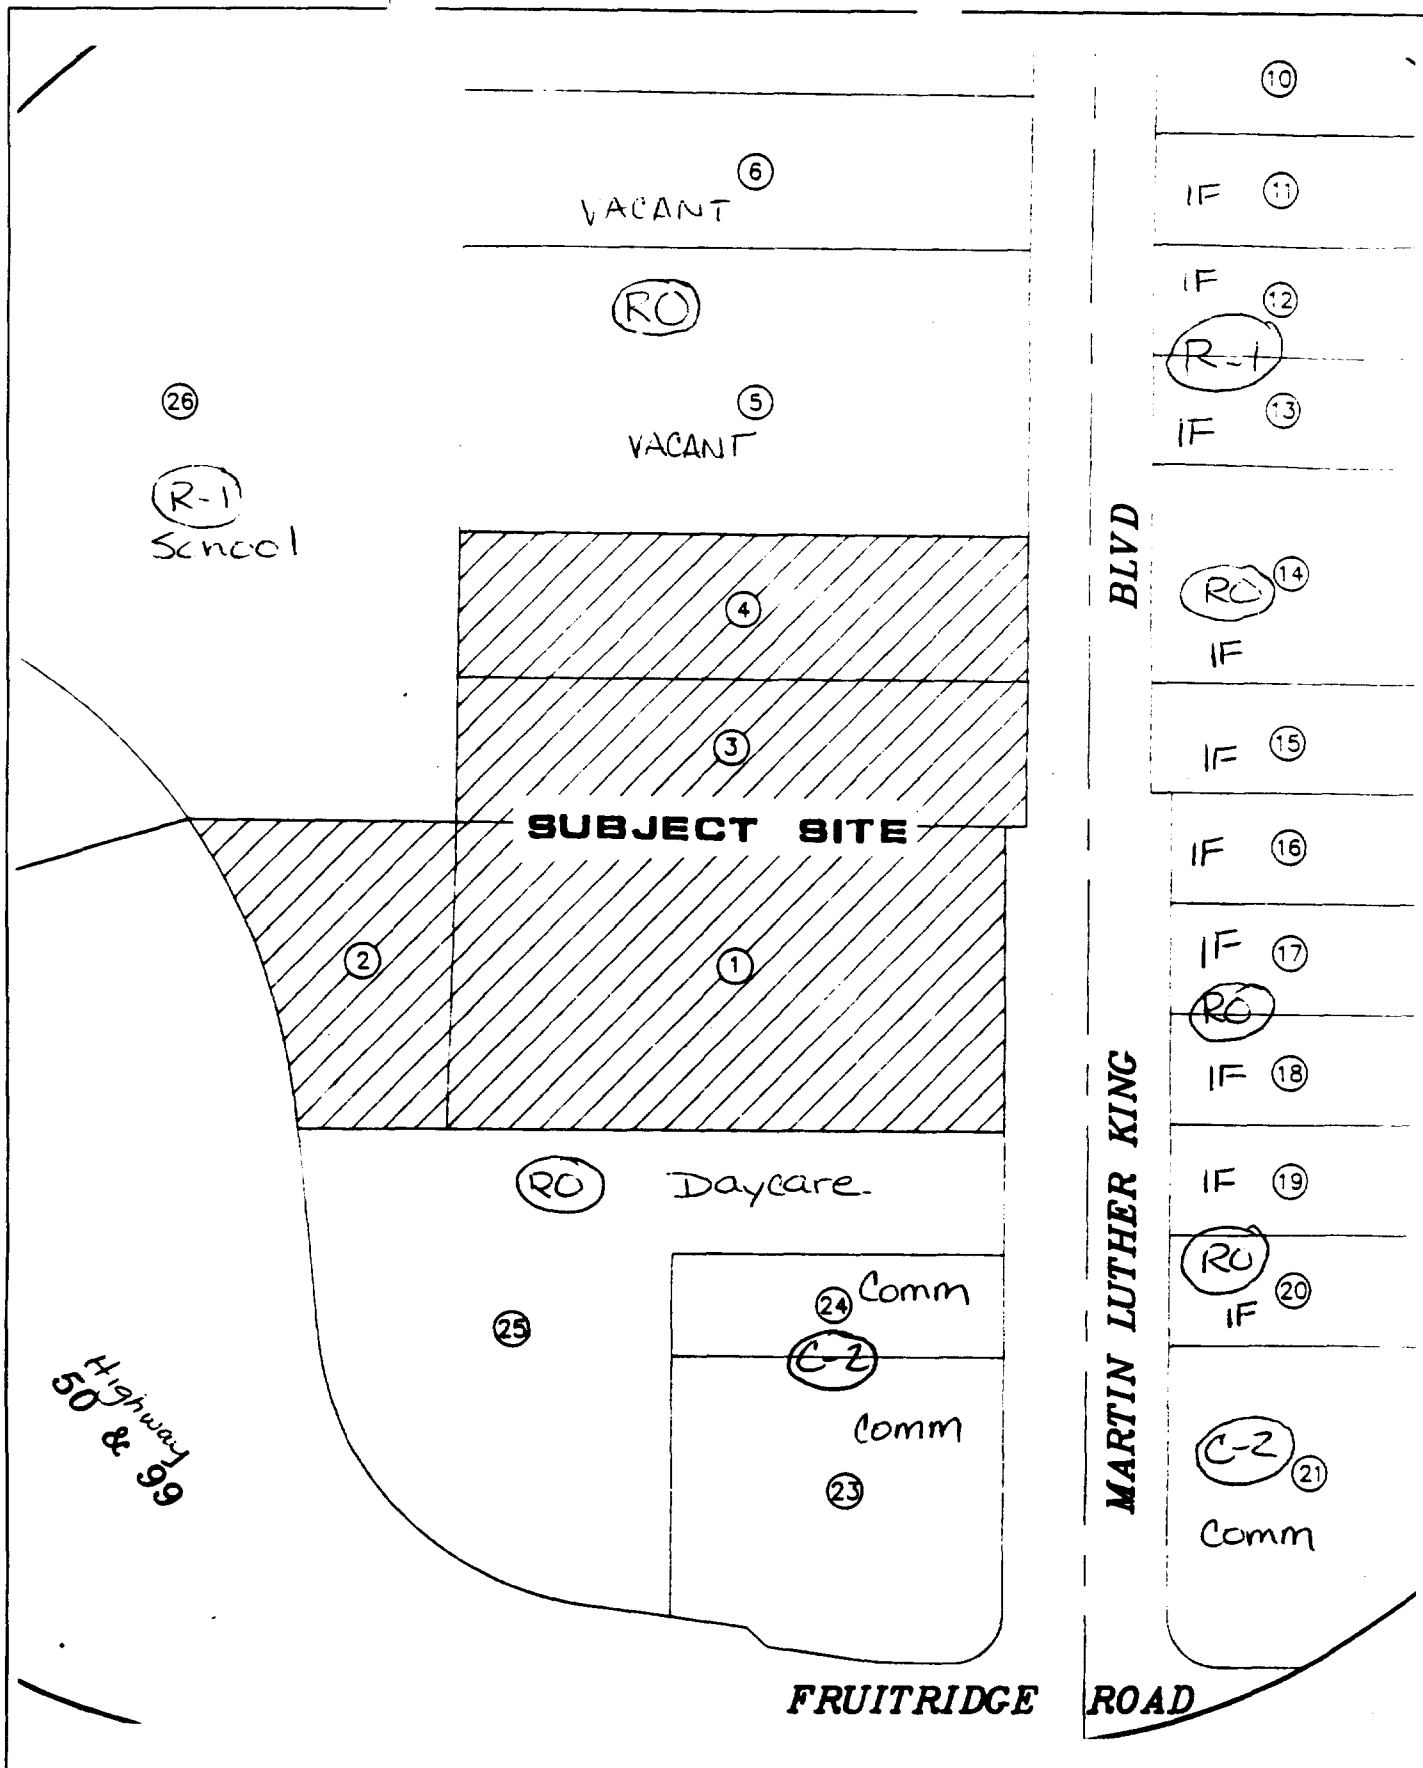 10
6
VACANT
IF 11
RO
IF 12
R-1
26
5
IF 13
VACANT
R-1
School
BLVD
4
RO 14
IF
3
IF 15
SUBJECT SITE
IF 16
2
1
IF 17
RO
IF 18
MARTIN LUTHER KING
RO Daycare
IF 19
RO
24 Comm
IF 20
25
C-2
Highway
50 & 99
Comm
C-2 21
23
Comm
FRUITRIDGE ROAD